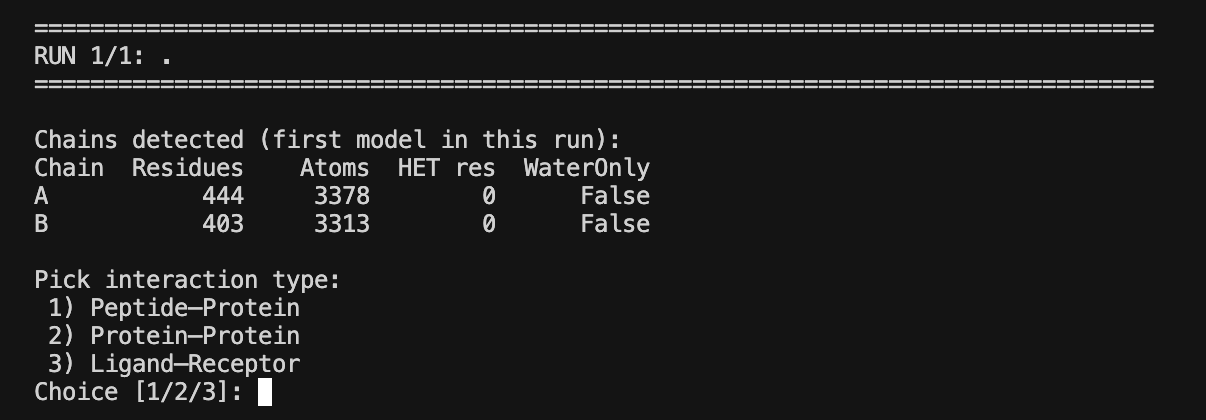 ================================================================================
RUN 1/1: .
================================================================================
Chains detected (first model in this run):
Chain  Residues    Atoms  HET res  WaterOnly
A           444     3378        0      False
B           403     3313        0      False
Pick interaction type:
 1) Peptide–Protein
 2) Protein–Protein
 3) Ligand–Receptor
Choice [1/2/3]: